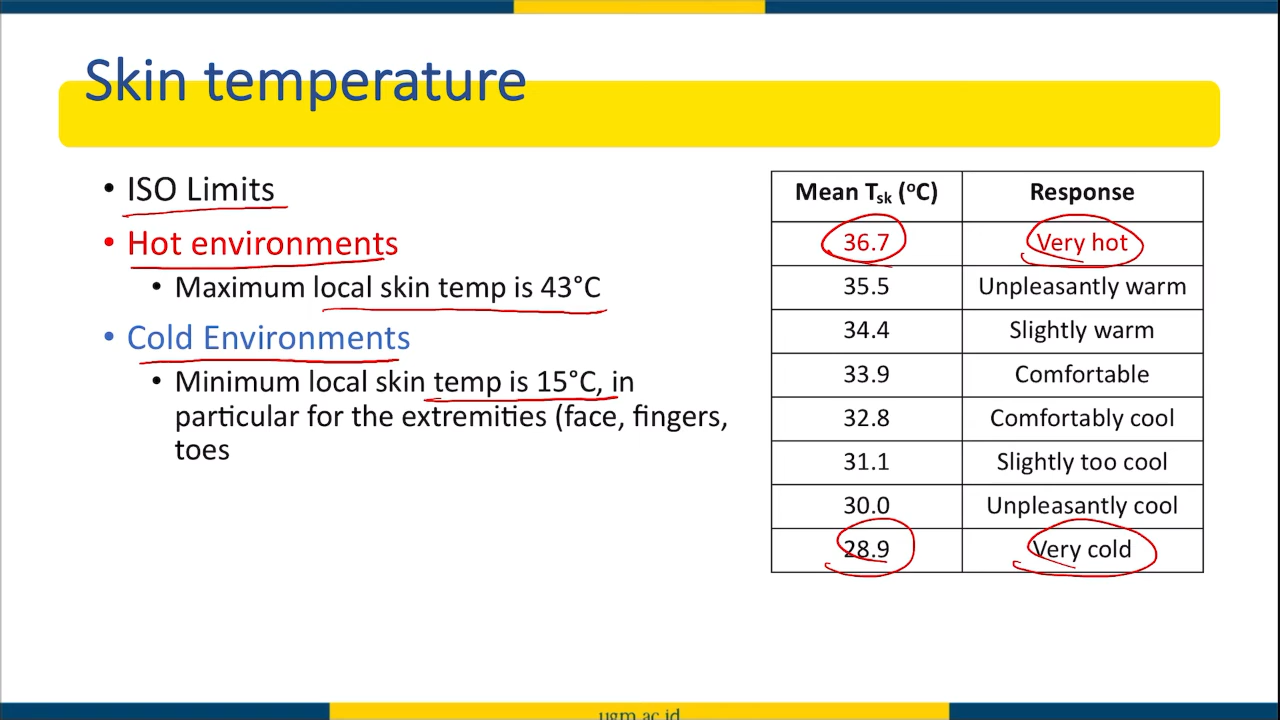 Skin temperature
• ISO Limits
• Hot environments
• Maximum local skin temp is 43°C
• Cold Environments
• Minimum local skin temp is 15°C, in
particular for the extremities (face, fingers,
toes
Mean Tsk (°C) Response
36.7 Very hot
35.5 Unpleasantly warm
34.4 Slightly warm
33.9 Comfortable
32.8 Comfortably cool
31.1 Slightly too cool
30.0 Unpleasantly cool
28.9 Very cold
ugm.ac.id